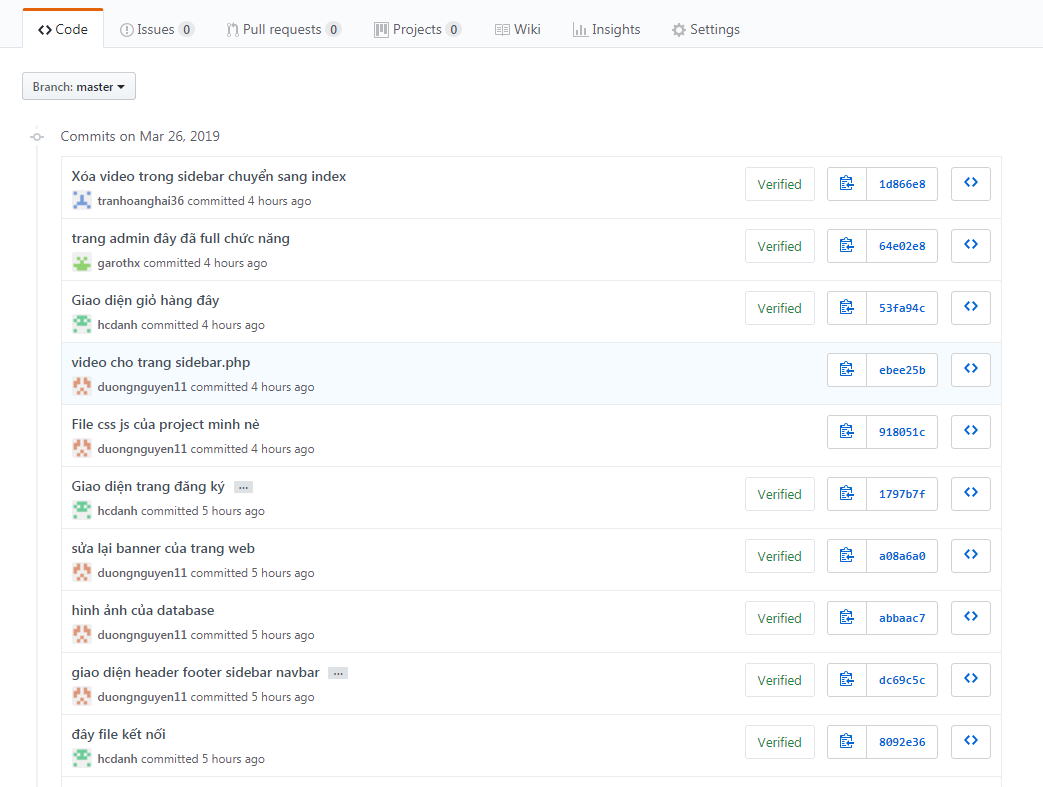 Code Issues 0 Pull requests 0 Projects 0 Wiki Insights Settings
Branch: master
Commits on Mar 26, 2019
Xóa video trong sidebar chuyển sang index
tranhoanghai36 committed 4 hours ago
Verified 1d866e8
trang admin đây đã full chức năng
garothx committed 4 hours ago
Verified 64e02e8
Giao diện giỏ hàng đây
hcdanh committed 4 hours ago
Verified 53fa94c
video cho trang sidebar.php
duongnguyen11 committed 4 hours ago
ebee25b
File css js của project mình nè
duongnguyen11 committed 4 hours ago
918051c
Giao diện trang đăng ký …
hcdanh committed 5 hours ago
Verified 1797b7f
sửa lại banner của trang web
duongnguyen11 committed 5 hours ago
Verified a08a6a0
hình ảnh của database
duongnguyen11 committed 5 hours ago
Verified abbaac7
giao diện header footer sidebar navbar …
duongnguyen11 committed 5 hours ago
Verified dc69c5c
đây file kết nối
hcdanh committed 5 hours ago
Verified 8092e36